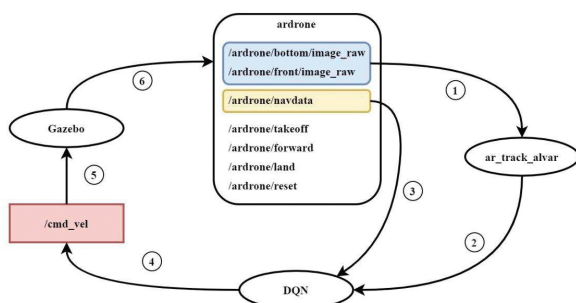 ardrone
/ardrone/bottom/image_raw
/ardrone/front/image_raw
/ardrone/navdata
/ardrone/takeoff
/ardrone/forward
/ardrone/land
/ardrone/reset
6
1
Gazebo
ar_track_alvar
5
3
/cmd_vel
2
4
DQN